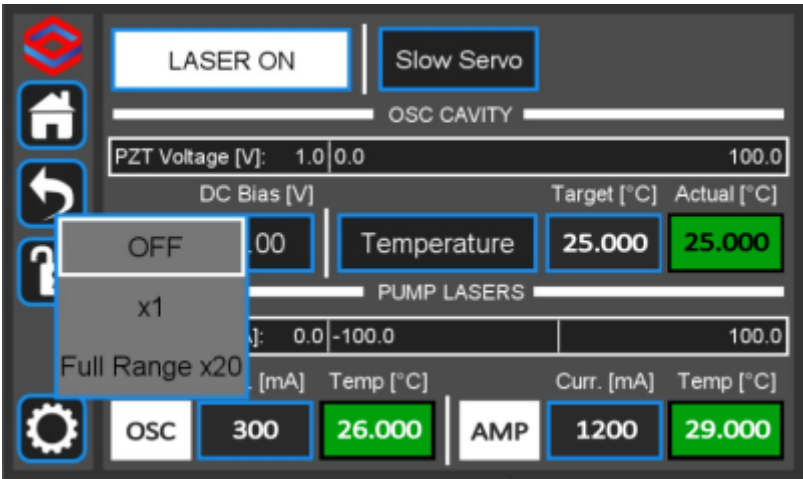 LASER ON
Slow Servo
OSC CAVITY
PZT Voltage [V]: 1.0 0.0 100.0
DC Bias [V] Target [°C] Actual [°C]
.00 Temperature 25.000 25.000
OFF
x1
Full Range x20
PUMP LASERS
]: 0.0 -100.0 100.0
[mA] Temp [°C] Curr. [mA] Temp [°C]
OSC 300 26.000 AMP 1200 29.000